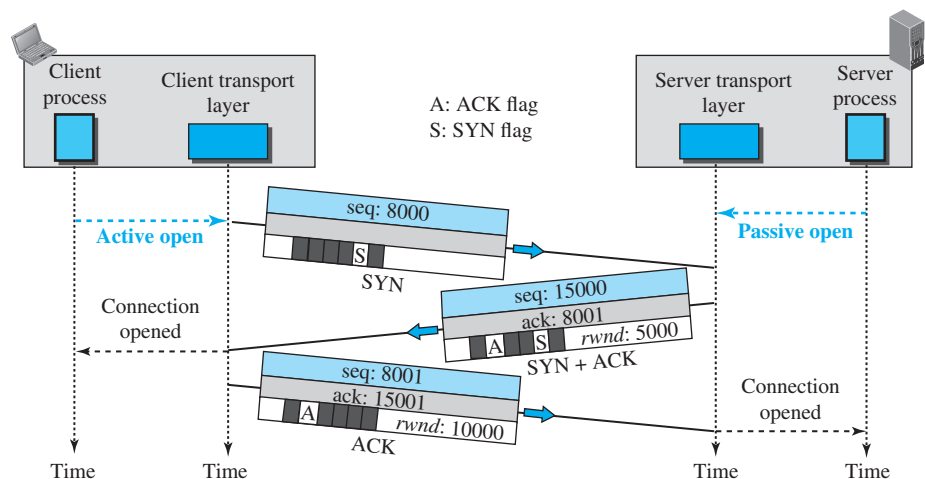 Client
process
Client transport
layer
A: ACK flag
S: SYN flag
Server transport
layer
Server
process
Active open
seq: 8000
S
SYN
Passive open
seq: 15000
ack: 8001
A S rwnd: 5000
SYN + ACK
Connection
opened
seq: 8001
ack: 15001
A rwnd: 10000
ACK
Connection
opened
Time
Time
Time
Time